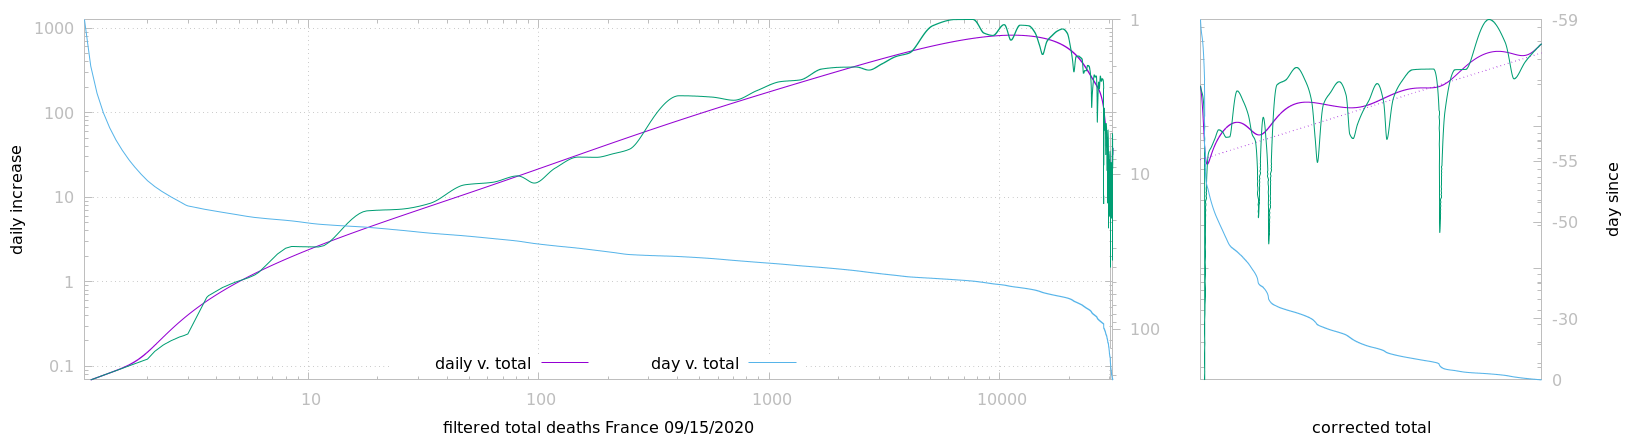 1000
100
10
1
0.1
daily increase
daily v. total
day v. total
10
100
1000
10000
filtered total deaths France 09/15/2020
1
10
100
-59
-55
-50
-30
0
day since
corrected total